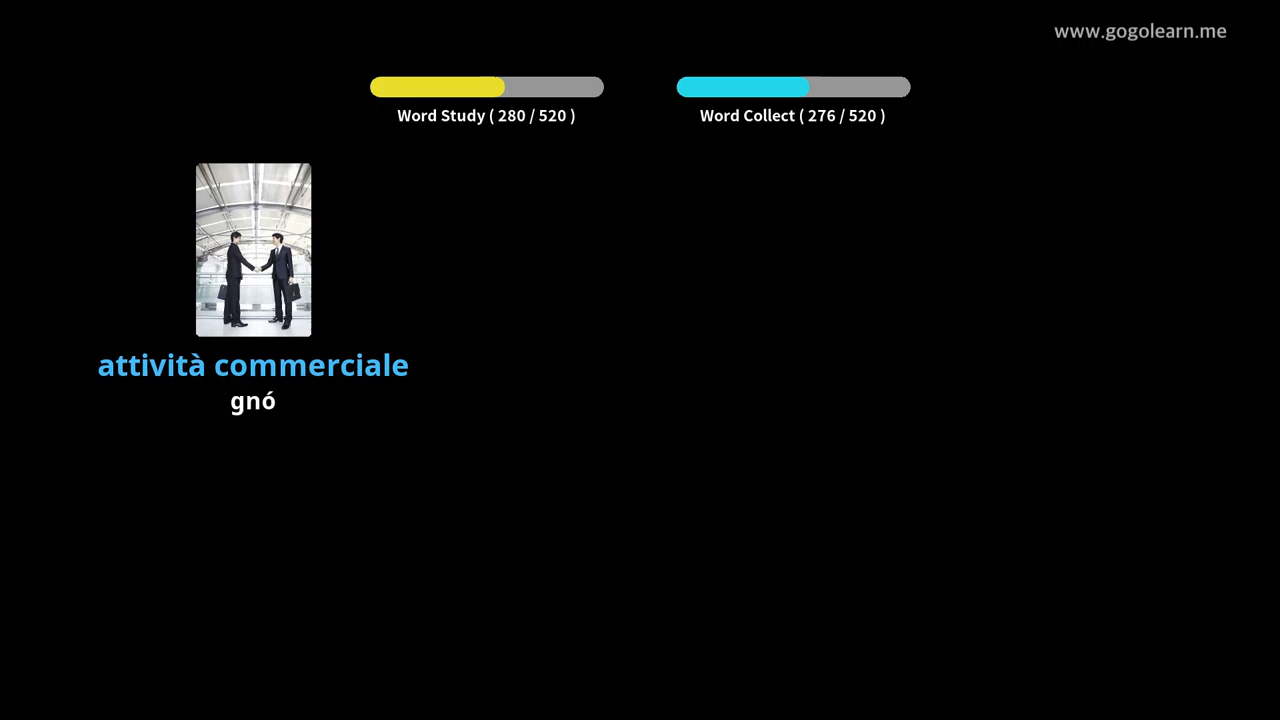 www.gogolearn.me
Word Study ( 280 / 520 )
Word Collect ( 276 / 520 )
attività commerciale
gnó